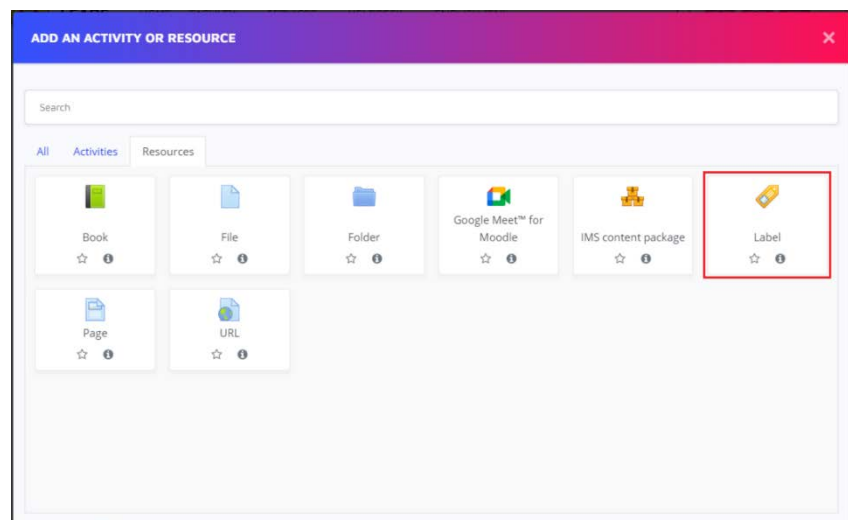 ADD AN ACTIVITY OR RESOURCE
Search
All Activities Resources
Book
File
Folder
Google Meet™ for
Moodle
IMS content package
Label
Page
URL